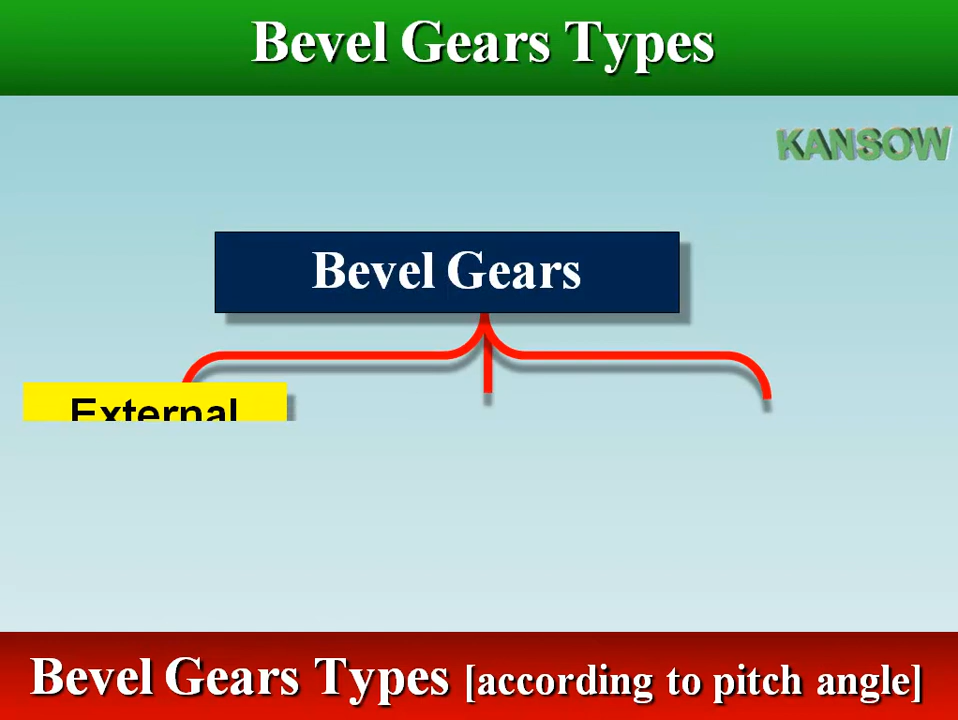 Bevel Gears Types
KANSOW
Bevel Gears
External
Bevel Gears Types [according to pitch angle]